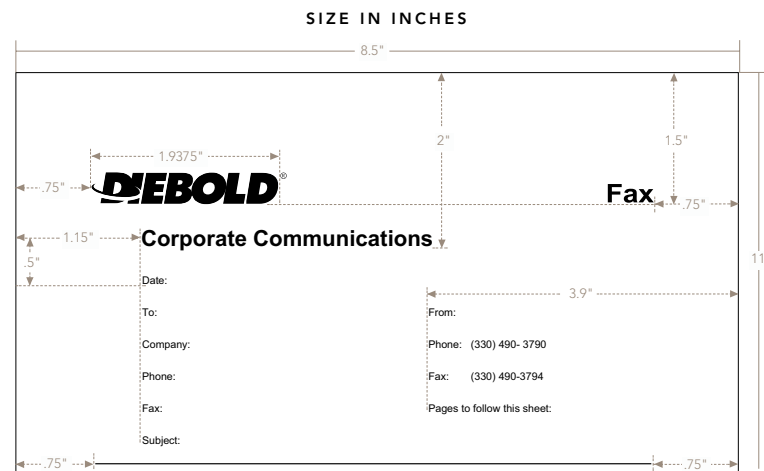 SIZE IN INCHES
8.5"
2"
1.5"
1.9375"
.75"
DIEBOLD®
Fax
.75"
1.15"
Corporate Communications
.5"
11
Date:
3.9"
To:
From:
Company:
Phone: (330) 490- 3790
Phone:
Fax: (330) 490-3794
Fax:
Pages to follow this sheet:
Subject:
.75"
.75"